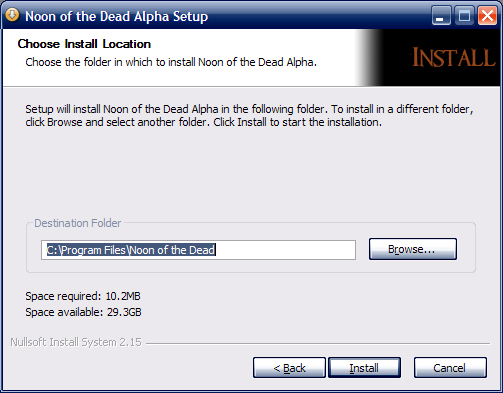 Noon of the Dead Alpha Setup
Choose Install Location
Choose the folder in which to install Noon of the Dead Alpha.
INSTALL
Setup will install Noon of the Dead Alpha in the following folder. To install in a different folder,
click Browse and select another folder. Click Install to start the installation.
Destination Folder
C:\Program Files\Noon of the Dead
Browse...
Space required: 10.2MB
Space available: 29.3GB
Nullsoft Install System 2.15
< Back
Install
Cancel